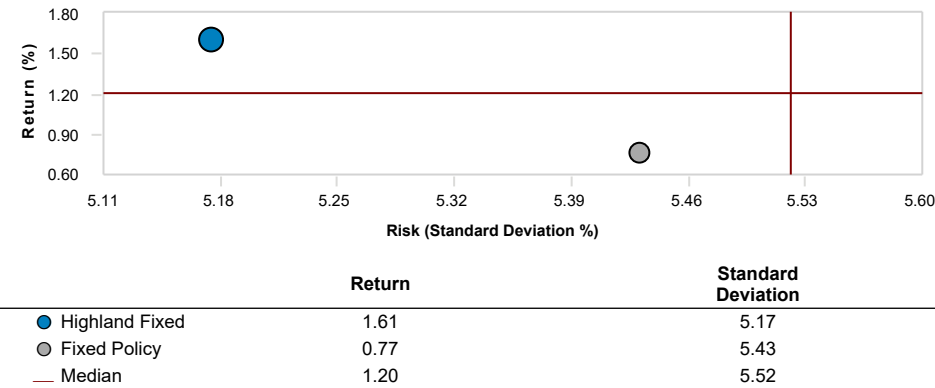 1.80
1.50
1.20
0.90
0.60
Return (%)
5.11 5.18 5.25 5.32 5.39 5.46 5.53 5.60
Risk (Standard Deviation %)
Return Standard
Deviation
Highland Fixed 1.61 5.17
Fixed Policy 0.77 5.43
Median 1.20 5.52